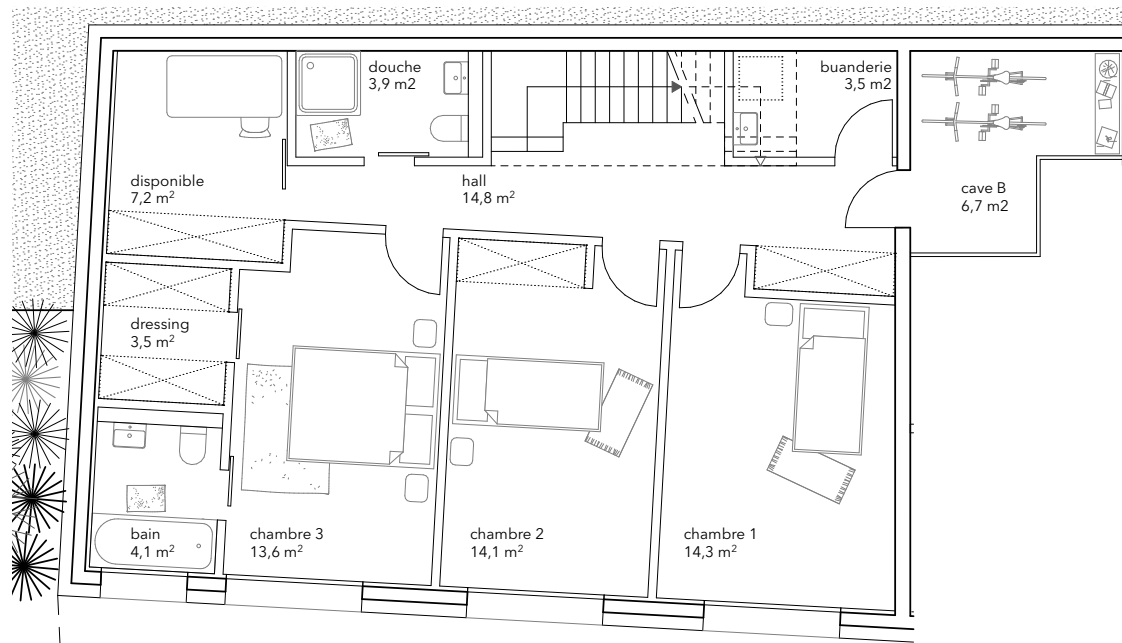 douche
3,9 m2
buanderie
3,5 m2
disponible
7,2 m²
hall
14,8 m²
cave B
6,7 m2
dressing
3,5 m²
bain
4,1 m²
chambre 3
13,6 m²
chambre 2
14,1 m²
chambre 1
14,3 m²